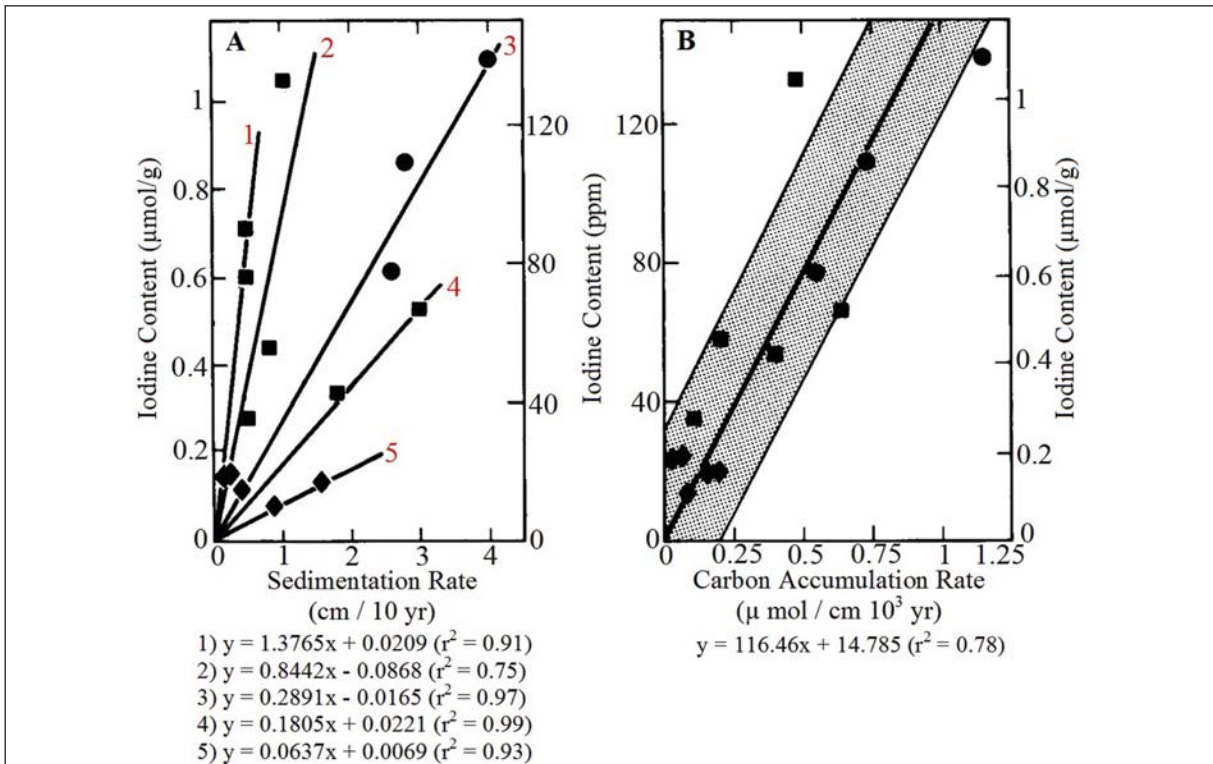 A
1
2
3
4
5
1
0.8
0.6
0.4
0.2
0
Iodine Content (µmol/g)
120
80
40
0
Iodine Content (ppm)
0
1
2
3
4
Sedimentation Rate
(cm / 10 yr)
1) y = 1.3765x + 0.0209 (r² = 0.91)
2) y = 0.8442x - 0.0868 (r² = 0.75)
3) y = 0.2891x - 0.0165 (r² = 0.97)
4) y = 0.1805x + 0.0221 (r² = 0.99)
5) y = 0.0637x + 0.0069 (r² = 0.93)
B
120
80
40
0
1
0.8
0.6
0.4
0.2
0
Iodine Content (µmol/g)
0
0.25
0.5
0.75
1
1.25
Carbon Accumulation Rate
(µ mol / cm 10³ yr)
y = 116.46x + 14.785 (r² = 0.78)